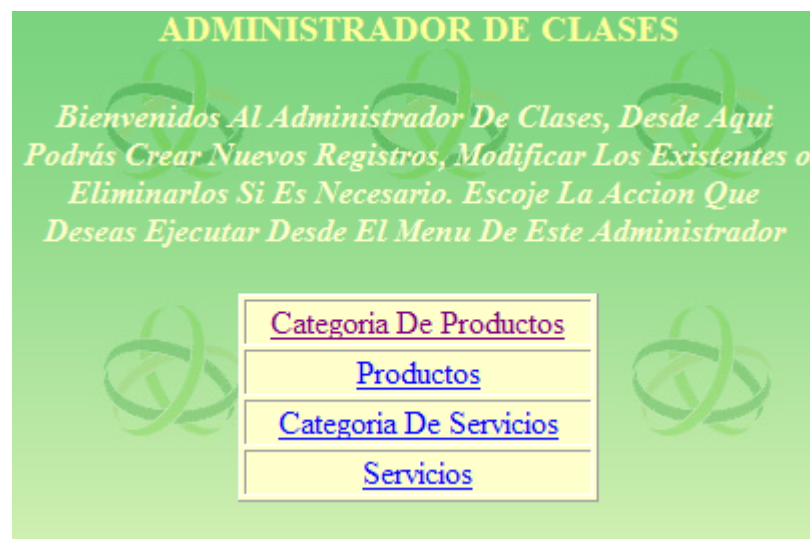 ADMINISTRADOR DE CLASES
Bienvenidos Al Administrador De Clases, Desde Aqui
Podrás Crear Nuevos Registros, Modificar Los Existentes o
Eliminarlos Si Es Necesario. Escoje La Accion Que
Deseas Ejecutar Desde El Menu De Este Administrador
Categoria De Productos
Productos
Categoria De Servicios
Servicios